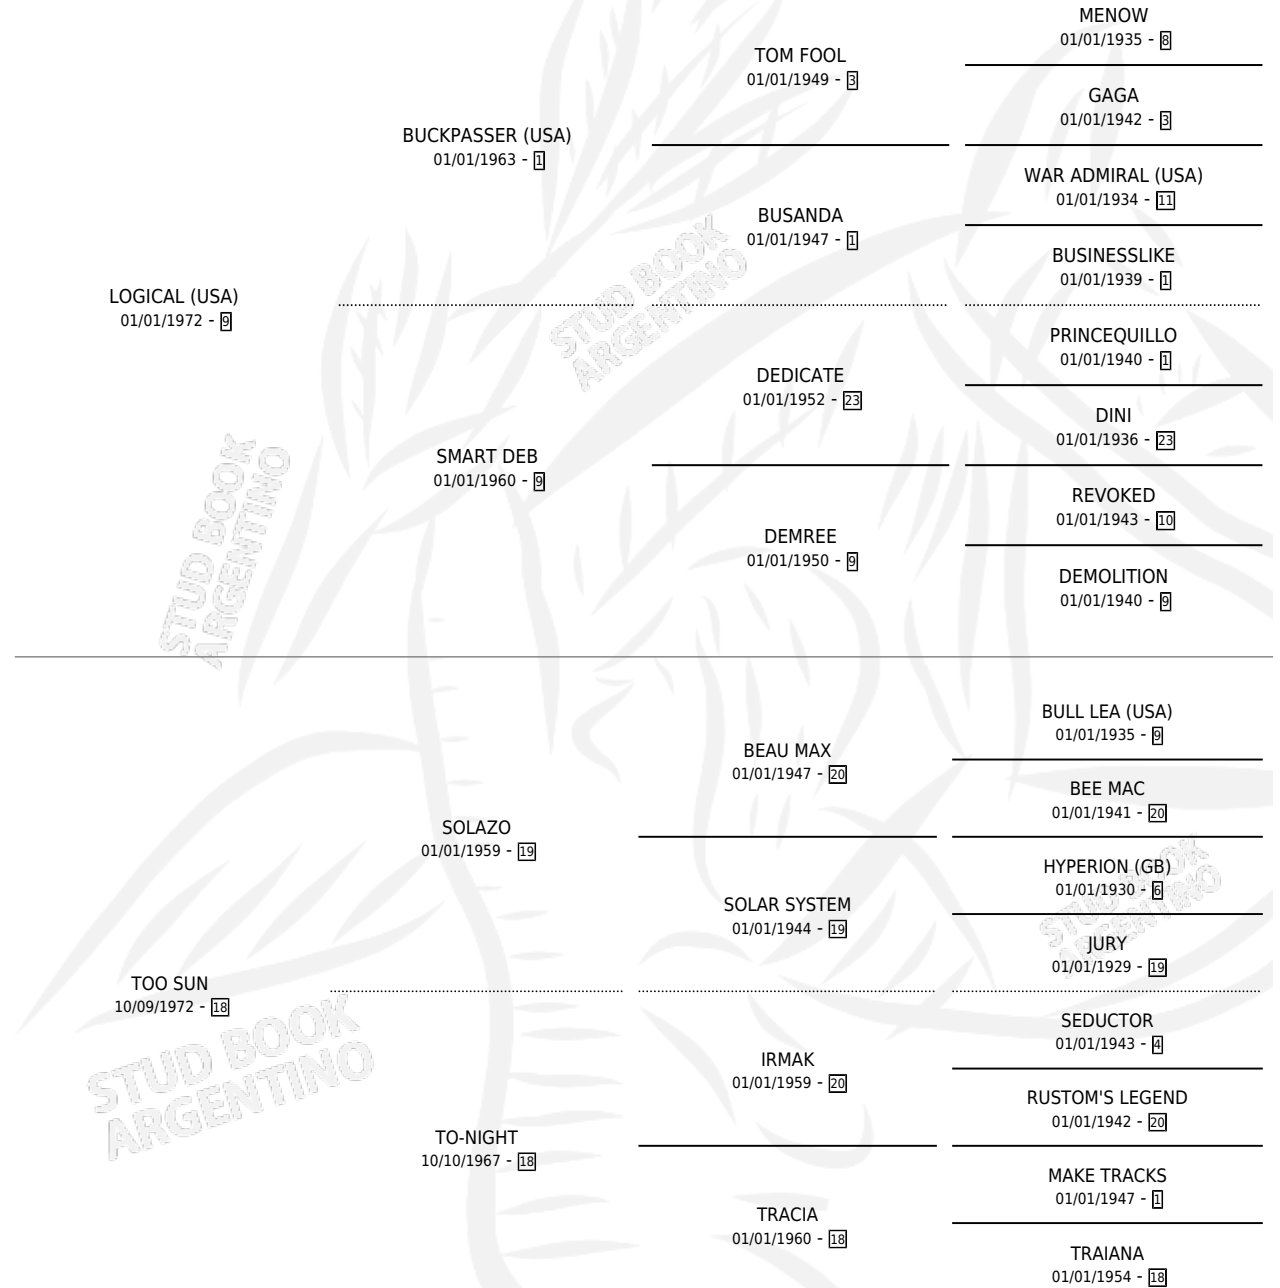 MENOW
01/01/1935 - 8
TOM FOOL
01/01/1949 - 3
GAGA
01/01/1942 - 3
BUCKPASSER (USA)
01/01/1963 - 1
WAR ADMIRAL (USA)
01/01/1934 - 11
BUSANDA
01/01/1947 - 1
BUSINESSLIKE
01/01/1939 - 1
LOGICAL (USA)
01/01/1972 - 9
PRINCEQUILLO
01/01/1940 - 1
DEDICATE
01/01/1952 - 23
DINI
01/01/1936 - 23
SMART DEB
01/01/1960 - 9
REVOKED
01/01/1943 - 10
DEMREE
01/01/1950 - 9
DEMOLITION
01/01/1940 - 9
BULL LEA (USA)
01/01/1935 - 9
BEAU MAX
01/01/1947 - 20
BEE MAC
01/01/1941 - 20
SOLAZO
01/01/1959 - 19
HYPERION (GB)
01/01/1930 - 6
SOLAR SYSTEM
01/01/1944 - 19
JURY
01/01/1929 - 19
TOO SUN
10/09/1972 - 18
SEDUCTOR
01/01/1943 - 4
IRMAK
01/01/1959 - 20
RUSTOM'S LEGEND
01/01/1942 - 20
TO-NIGHT
10/10/1967 - 18
MAKE TRACKS
01/01/1947 - 1
TRACIA
01/01/1960 - 18
TRAIANA
01/01/1954 - 18
STUD BOOK
ARGENTINO
STUD BOOK
ARGENTINO
STUD BOOK
ARGENTINO
STUD BOOK
ARGENTINO